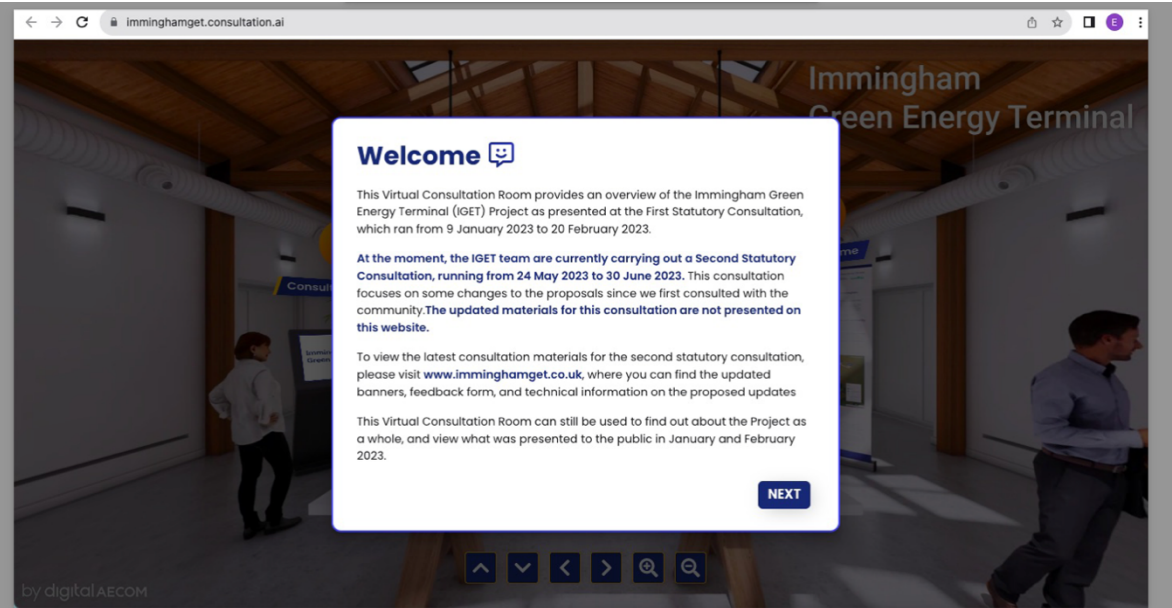 imminghamget.consultation.ai
E
Immingham
Green Energy Terminal
Welcome
This Virtual Consultation Room provides an overview of the Immingham Green
Energy Terminal (IGET) Project as presented at the First Statutory Consultation,
which ran from 9 January 2023 to 20 February 2023.
At the moment, the IGET team are currently carrying out a Second Statutory
Consultation, running from 24 May 2023 to 30 June 2023. This consultation
focuses on some changes to the proposals since we first consulted with the
community.The updated materials for this consultation are not presented on
this website.
To view the latest consultation materials for the second statutory consultation,
please visit www.imminghamget.co.uk, where you can find the updated
banners, feedback form, and technical information on the proposed updates
This Virtual Consultation Room can still be used to find out about the Project as
a whole, and view what was presented to the public in January and February
2023.
NEXT
Consul
me
by digitalAECOM